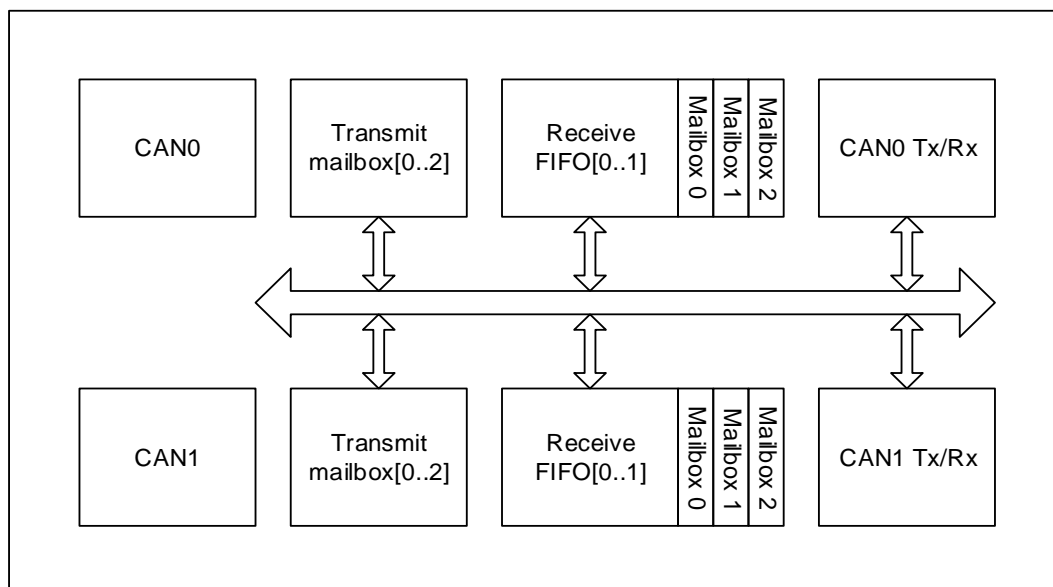 CAN0
Transmit
mailbox[0..2]
Receive
FIFO[0..1]
Mailbox 0
Mailbox 1
Mailbox 2
CAN0 Tx/Rx
CAN1
Transmit
mailbox[0..2]
Receive
FIFO[0..1]
Mailbox 0
Mailbox 1
Mailbox 2
CAN1 Tx/Rx